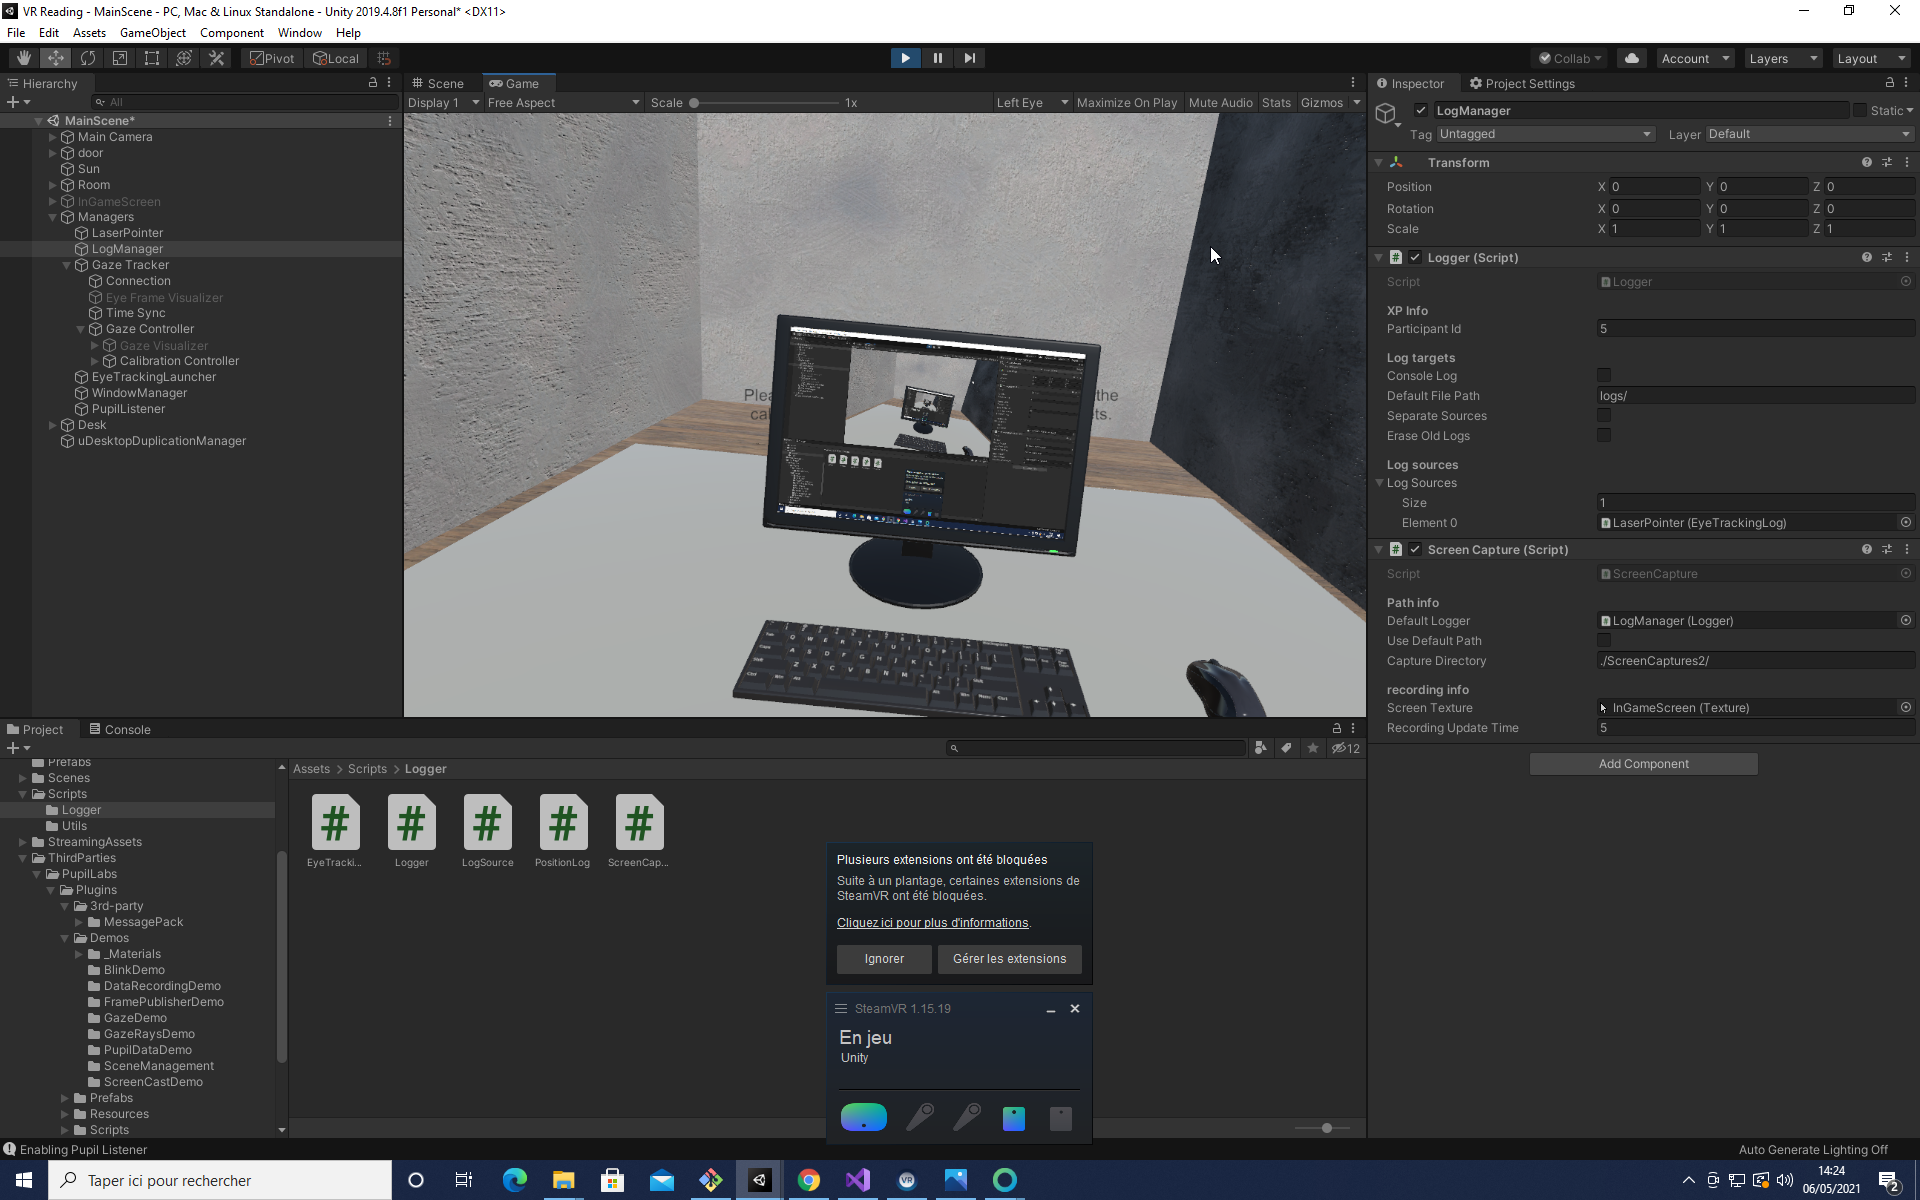 VR Reading - MainScene - PC, Mac & Linux Standalone - Unity 2019.4.8f1 Personal* <DX11>
File Edit Assets GameObject Component Window Help
Pivot Local
Collab Account Layers Layout
Hierarchy
All
MainScene*
Main Camera
door
Sun
Room
InGameScreen
Managers
LaserPointer
LogManager
Gaze Tracker
Connection
Eye Frame Visualizer
Time Sync
Gaze Controller
Gaze Visualizer
Calibration Controller
EyeTrackingLauncher
WindowManager
PupilListener
Desk
uDesktopDuplicationManager
Scene Game
Display 1 Free Aspect Scale 1x Left Eye Maximize On Play Mute Audio Stats Gizmos
Inspector Project Settings
LogManager Static
Tag Untagged Layer Default
Transform
Position X 0 Y 0 Z 0
Rotation X 0 Y 0 Z 0
Scale X 1 Y 1 Z 1
Logger (Script)
Script Logger
XP Info
Participant Id 5
Log targets
Console Log
Default File Path logs/
Separate Sources
Erase Old Logs
Log sources
Log Sources
Size 1
Element 0 LaserPointer (EyeTrackingLog)
Screen Capture (Script)
Script ScreenCapture
Path info
Default Logger LogManager (Logger)
Use Default Path
Capture Directory ./ScreenCaptures2/
recording info
Screen Texture InGameScreen (Texture)
Recording Update Time 5
Add Component
Project Console
12
Prefabs
Scenes
Scripts
Logger
Utils
StreamingAssets
ThirdParties
PupilLabs
Plugins
3rd-party
MessagePack
Demos
_Materials
BlinkDemo
DataRecordingDemo
FramePublisherDemo
GazeDemo
GazeRaysDemo
PupilDataDemo
SceneManagement
ScreenCastDemo
Prefabs
Resources
Scripts
Assets > Scripts > Logger
EyeTracki... Logger LogSource PositionLog ScreenCap...
Plusieurs extensions ont été bloquées
Suite à un plantage, certaines extensions de
SteamVR ont été bloquées.
Cliquez ici pour plus d'informations.
Ignorer Gérer les extensions
SteamVR 1.15.19
En jeu
Unity
Enabling Pupil Listener
Auto Generate Lighting Off
Taper ici pour rechercher
VR
14:24
06/05/2021
2